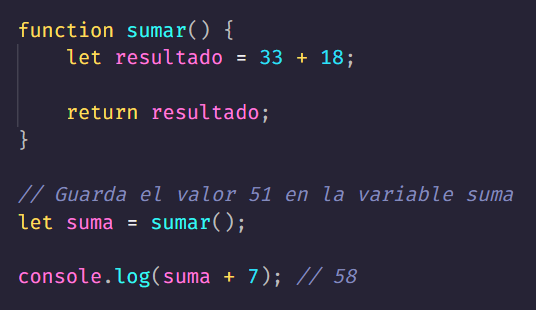 function sumar() {
    let resultado = 33 + 18;
    return resultado;
}
// Guarda el valor 51 en la variable suma
let suma = sumar();
console.log(suma + 7); // 58